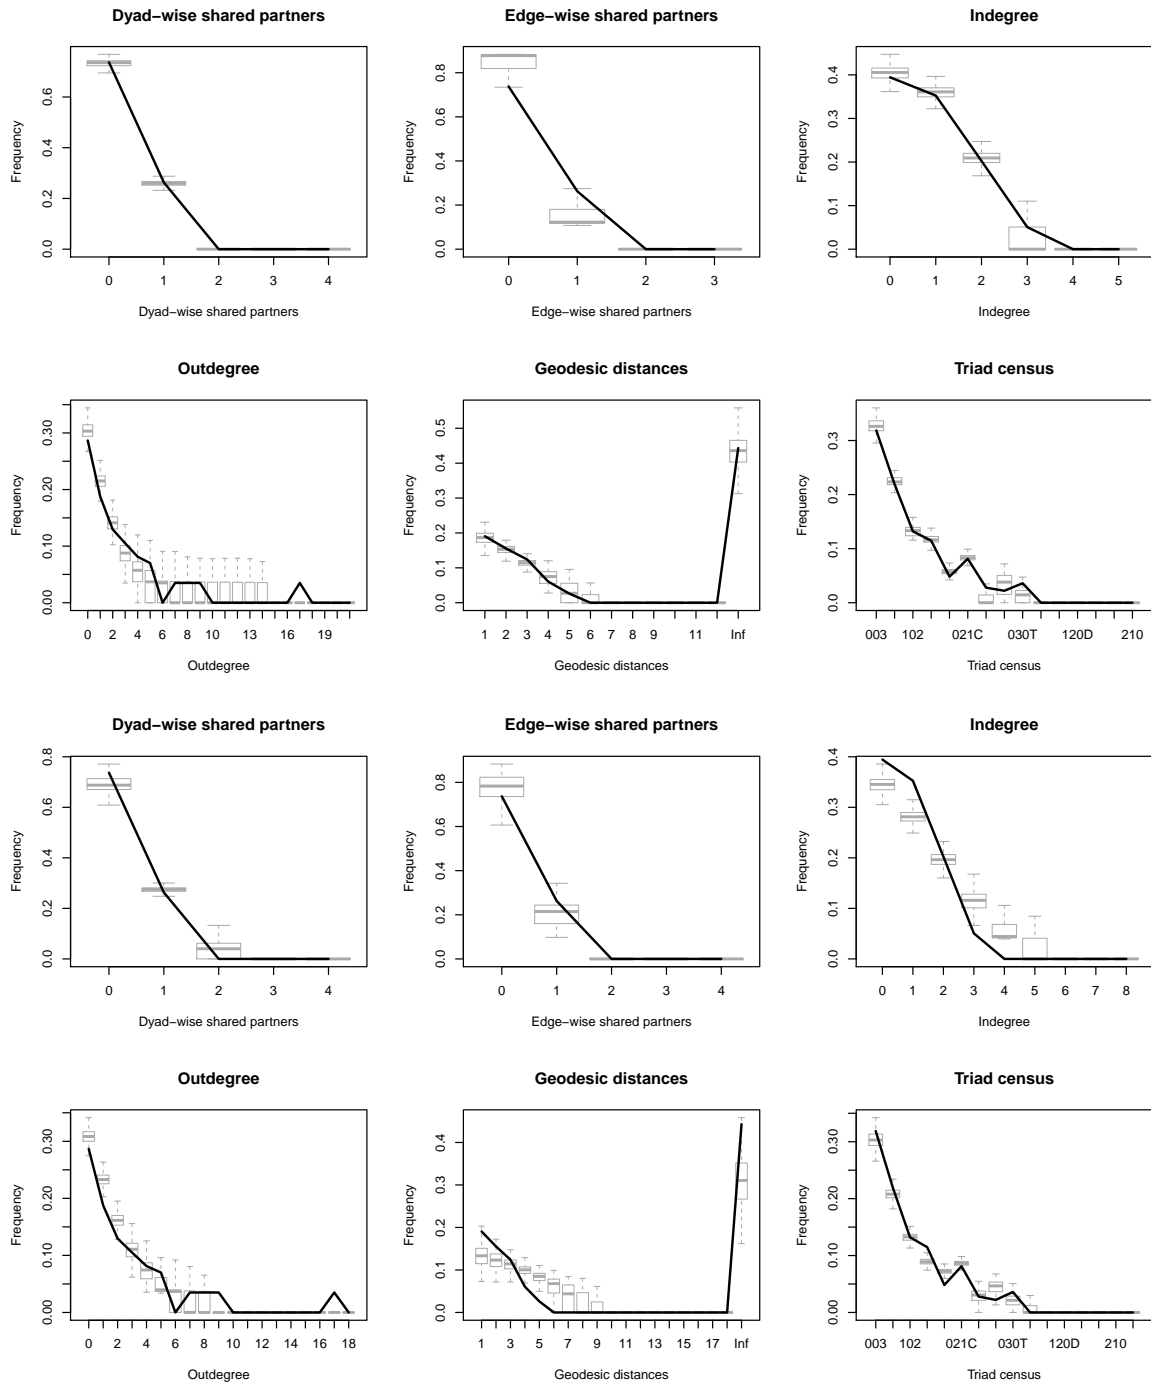 Dyad−wise shared partners
Edge−wise shared partners
Indegree
Frequency
0.0 0.2 0.4 0.6
0 1 2 3 4
Dyad−wise shared partners
Frequency
0.0 0.2 0.4 0.6 0.8
0 1 2 3
Edge−wise shared partners
Frequency
0.0 0.1 0.2 0.3 0.4
0 1 2 3 4 5
Indegree
Outdegree
Geodesic distances
Triad census
Frequency
0.00 0.10 0.20 0.30
0 2 4 6 8 10 13 16 19
Outdegree
Frequency
0.0 0.1 0.2 0.3 0.4 0.5
1 2 3 4 5 6 7 8 9 11 Inf
Geodesic distances
Frequency
0.0 0.1 0.2 0.3
003 102 021C 030T 120D 210
Triad census
Dyad−wise shared partners
Edge−wise shared partners
Indegree
Frequency
0.0 0.2 0.4 0.6 0.8
0 1 2 3 4
Dyad−wise shared partners
Frequency
0.0 0.2 0.4 0.6 0.8
0 1 2 3 4
Edge−wise shared partners
Frequency
0.0 0.1 0.2 0.3 0.4
0 1 2 3 4 5 6 7 8
Indegree
Outdegree
Geodesic distances
Triad census
Frequency
0.00 0.10 0.20 0.30
0 2 4 6 8 10 12 14 16 18
Outdegree
Frequency
0.0 0.1 0.2 0.3 0.4
1 3 5 7 9 11 13 15 17 Inf
Geodesic distances
Frequency
0.00 0.10 0.20 0.30
003 102 021C 030T 120D 210
Triad census